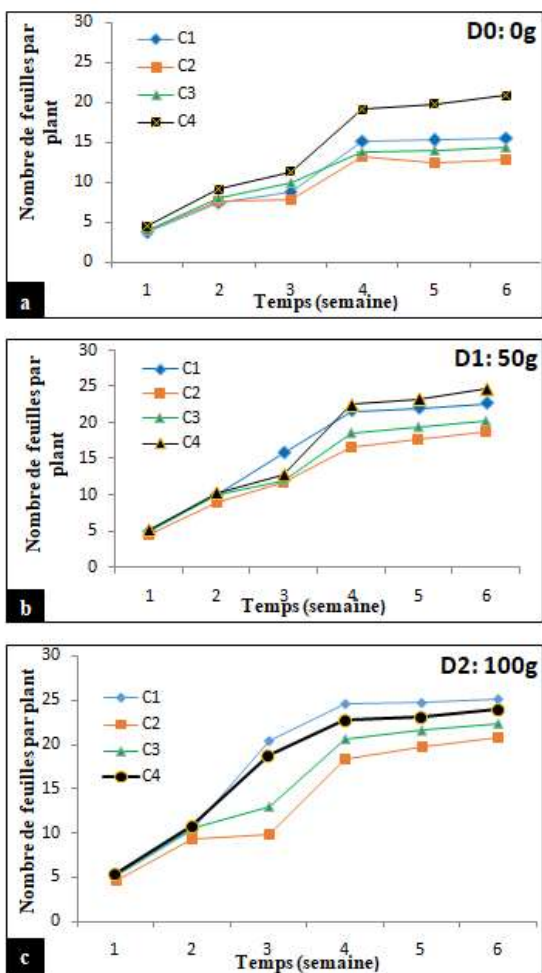 D0: 0g
Nombre de feuilles par
plant
30
25
20
15
10
5
0
C1
C2
C3
C4
1 2 3 4 5 6
Temps (semaine)
a
D1: 50g
Nombre de feuilles par
plant
30
25
20
15
10
5
0
C1
C2
C3
C4
1 2 3 4 5 6
Temps (semaine)
b
D2: 100g
Nombre de feuilles par plant
30
25
20
15
10
5
0
C1
C2
C3
C4
1 2 3 4 5 6
Temps (semaine)
c